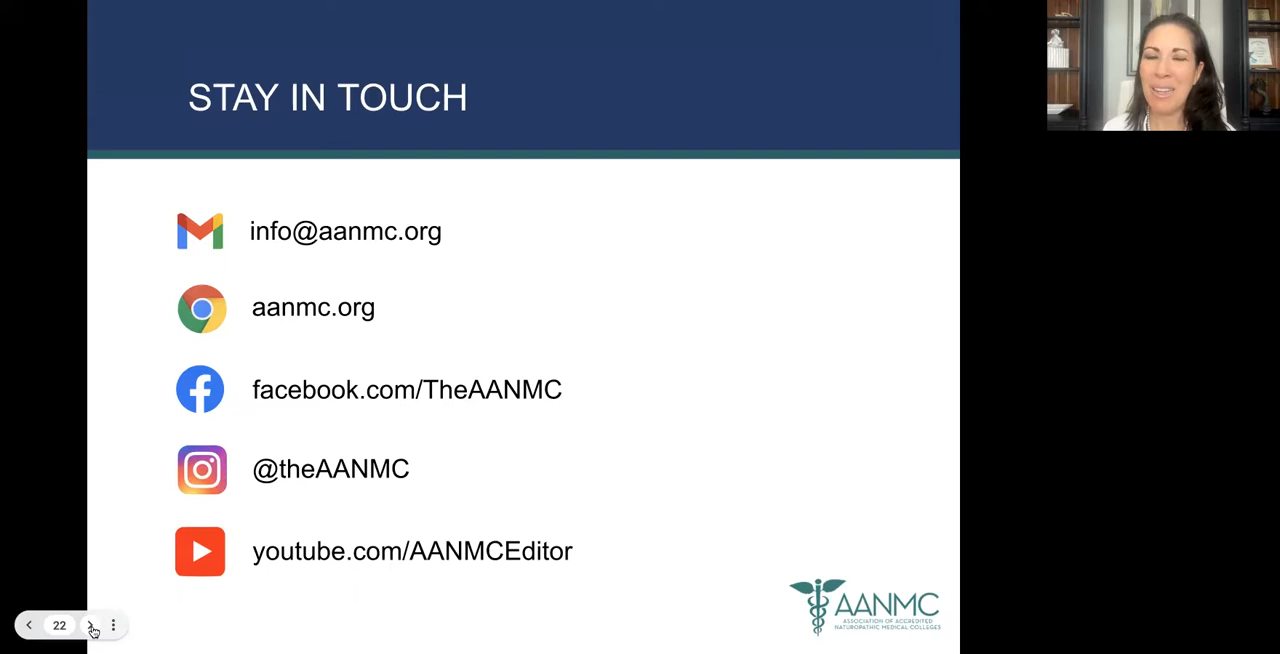 STAY IN TOUCH
info@aanmc.org
aanmc.org
facebook.com/TheAANMC
@theAANMC
youtube.com/AANMCEditor
AANMC
ASSOCIATION OF ACCREDITED
NATUROPATHIC MEDICAL COLLEGES
22